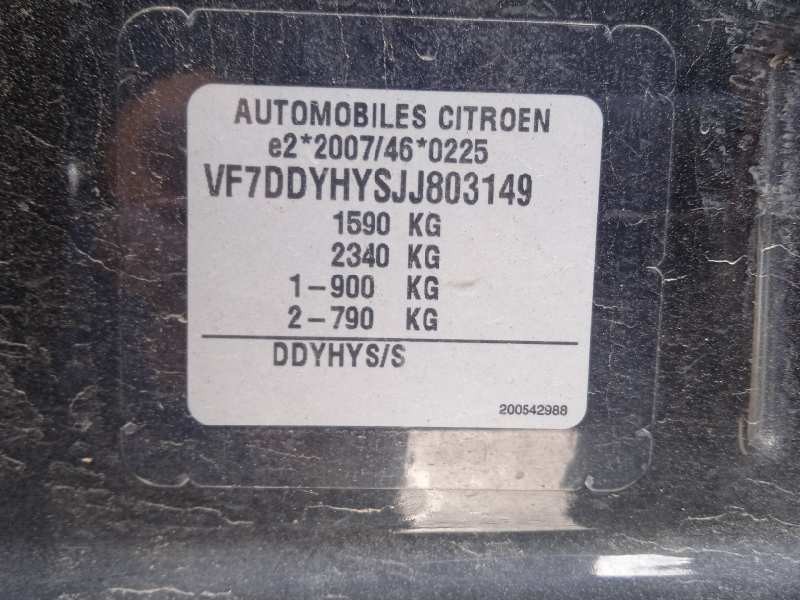 AUTOMOBILES CITROEN
e2*2007/46*0225
VF7DDYHYSJJ803149
1590 KG
2340 KG
1-900 KG
2-790 KG
DDYHYS/S
200542988